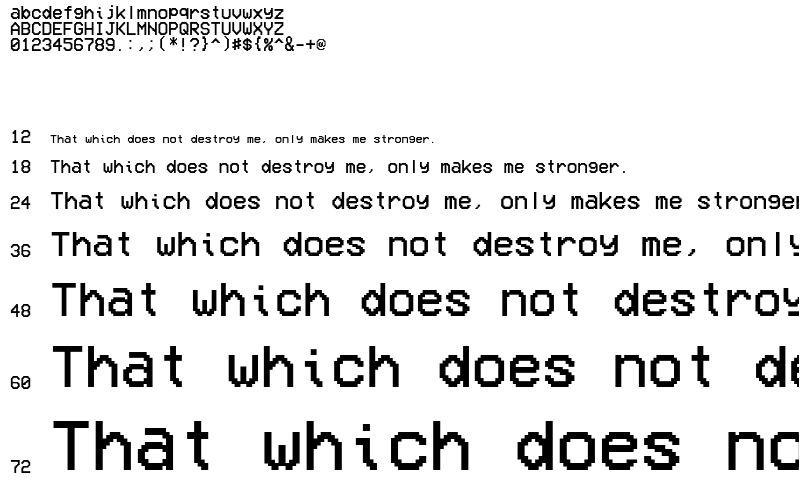 abcdefghijklmnopqrstuvwxyz
ABCDEFGHIJKLMNOPQRSTUVWXYZ
0123456789.:,;(*!?}^)#${%^&-+@
12 That which does not destroy me, only makes me stronger.
18 That which does not destroy me, only makes me stronger.
24 That which does not destroy me, only makes me stronger
36 That which does not destroy me, only
48 That which does not destroy
60 That which does not de
72 That which does no